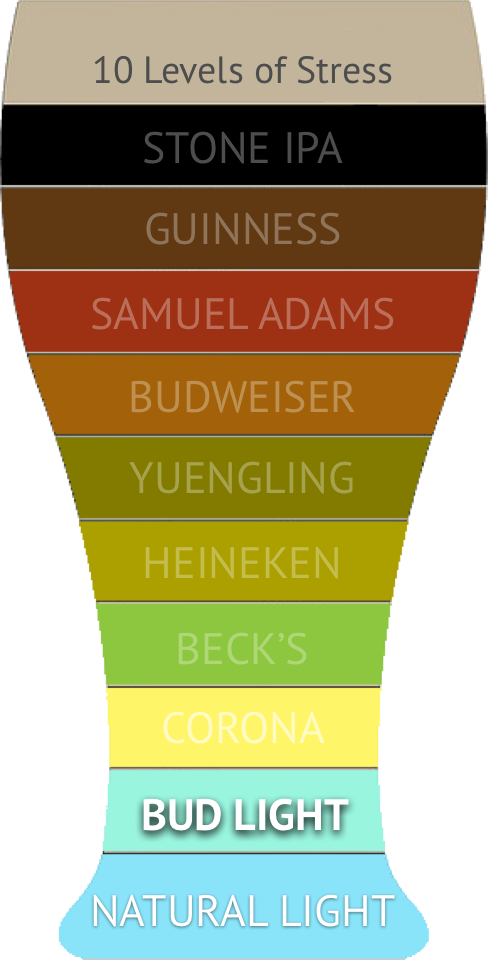 10 Levels of Stress
STONE IPA
GUINNESS
SAMUEL ADAMS
BUDWEISER
YUENGLING
HEINEKEN
BECK’S
CORONA
BUD LIGHT
NATURAL LIGHT